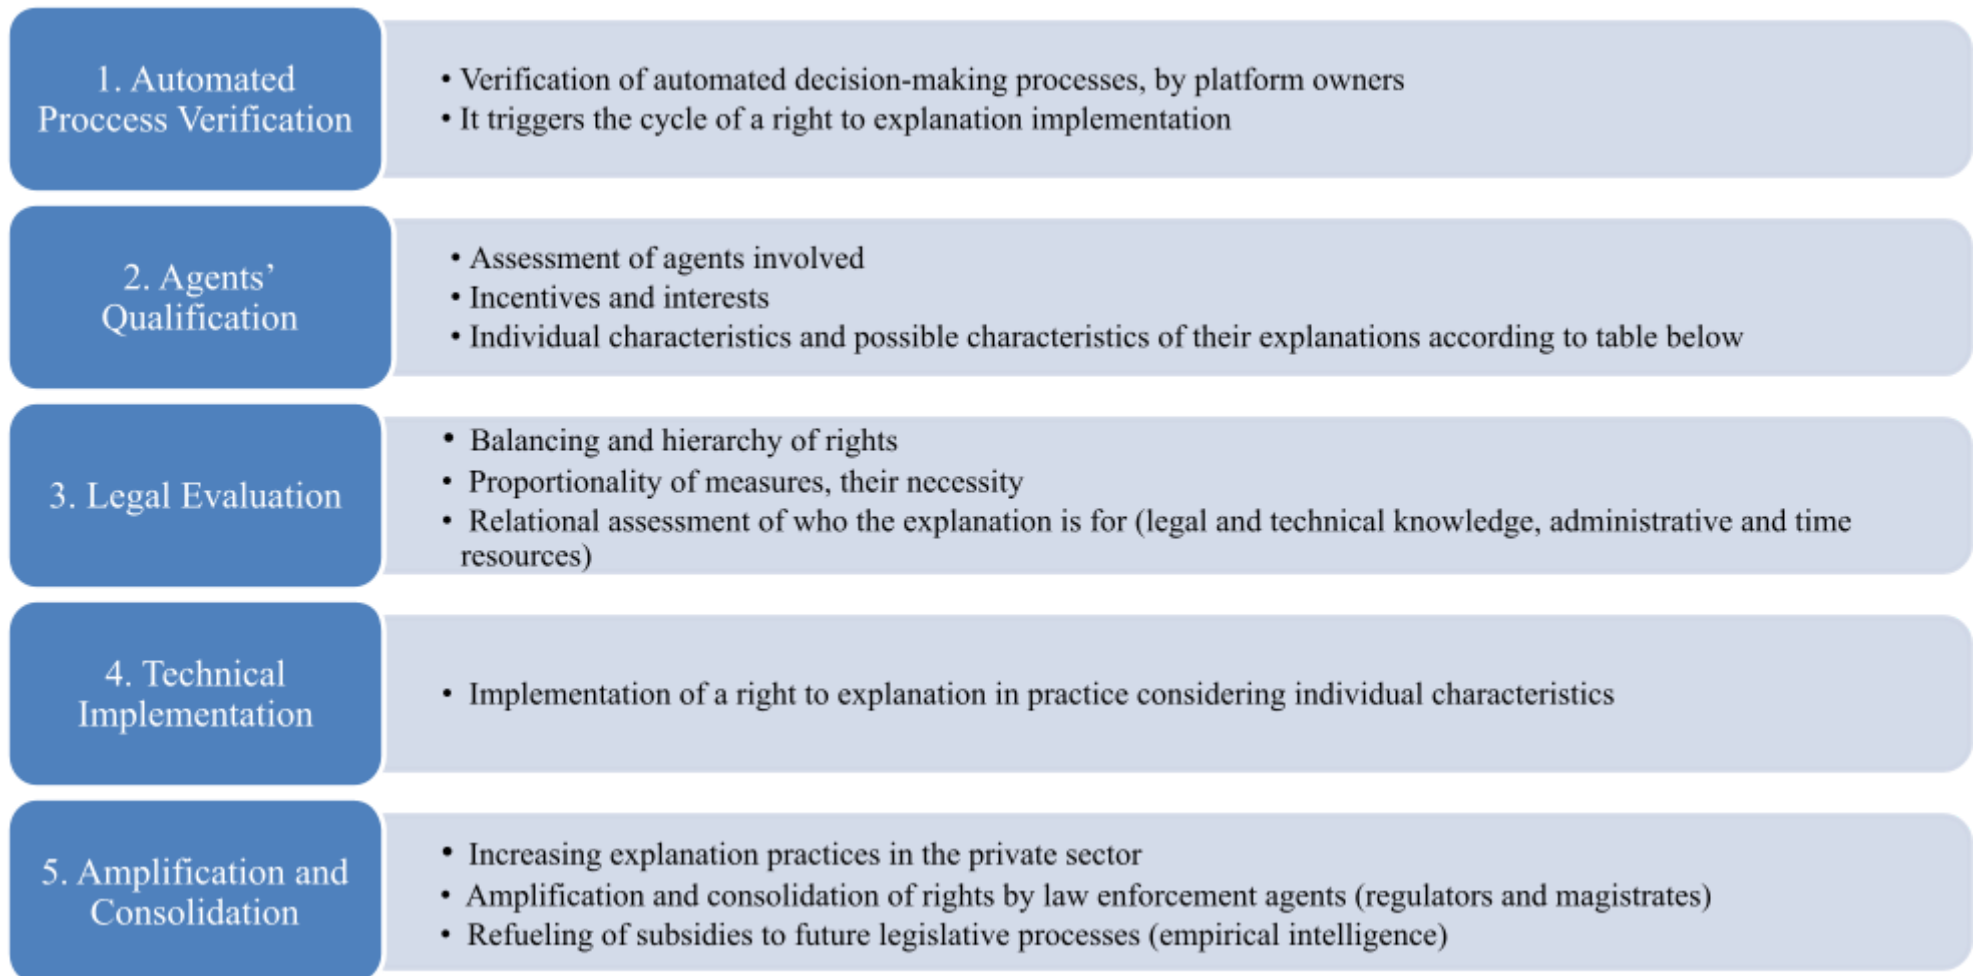 1. Automated
Proccess Verification
• Verification of automated decision-making processes, by platform owners
• It triggers the cycle of a right to explanation implementation
2. Agents’
Qualification
• Assessment of agents involved
• Incentives and interests
• Individual characteristics and possible characteristics of their explanations according to table below
3. Legal Evaluation
• Balancing and hierarchy of rights
• Proportionality of measures, their necessity
• Relational assessment of who the explanation is for (legal and technical knowledge, administrative and time
resources)
4. Technical
Implementation
• Implementation of a right to explanation in practice considering individual characteristics
5. Amplification and
Consolidation
• Increasing explanation practices in the private sector
• Amplification and consolidation of rights by law enforcement agents (regulators and magistrates)
• Refueling of subsidies to future legislative processes (empirical intelligence)